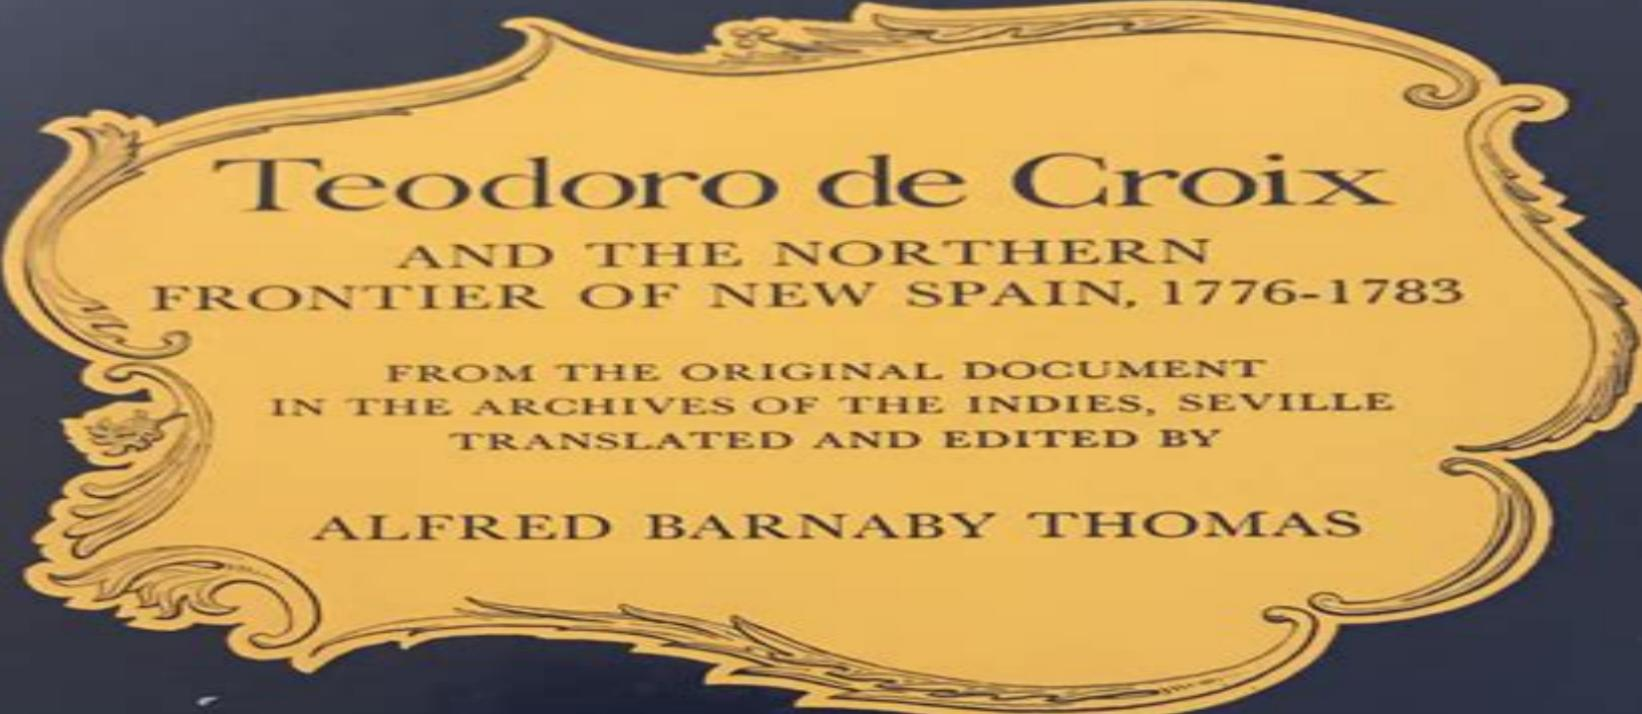 Teodoro de Croix
AND THE NORTHERN
FRONTIER OF NEW SPAIN, 1776-1783
FROM THE ORIGINAL DOCUMENT
IN THE ARCHIVES OF THE INDIES, SEVILLE
TRANSLATED AND EDITED BY
ALFRED BARNABY THOMAS